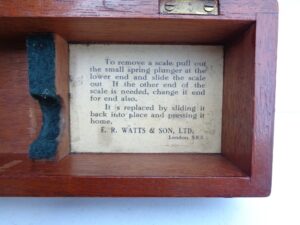 To remove a scale pull out
the small spring plunger at the
lower end and slide the scale
out. If the other end of the
scale is needed, change it end
for end also.
It is replaced by sliding it
back into place and pressing it
home.
E. R. WATTS & SON, LTD.
London S.E.5.